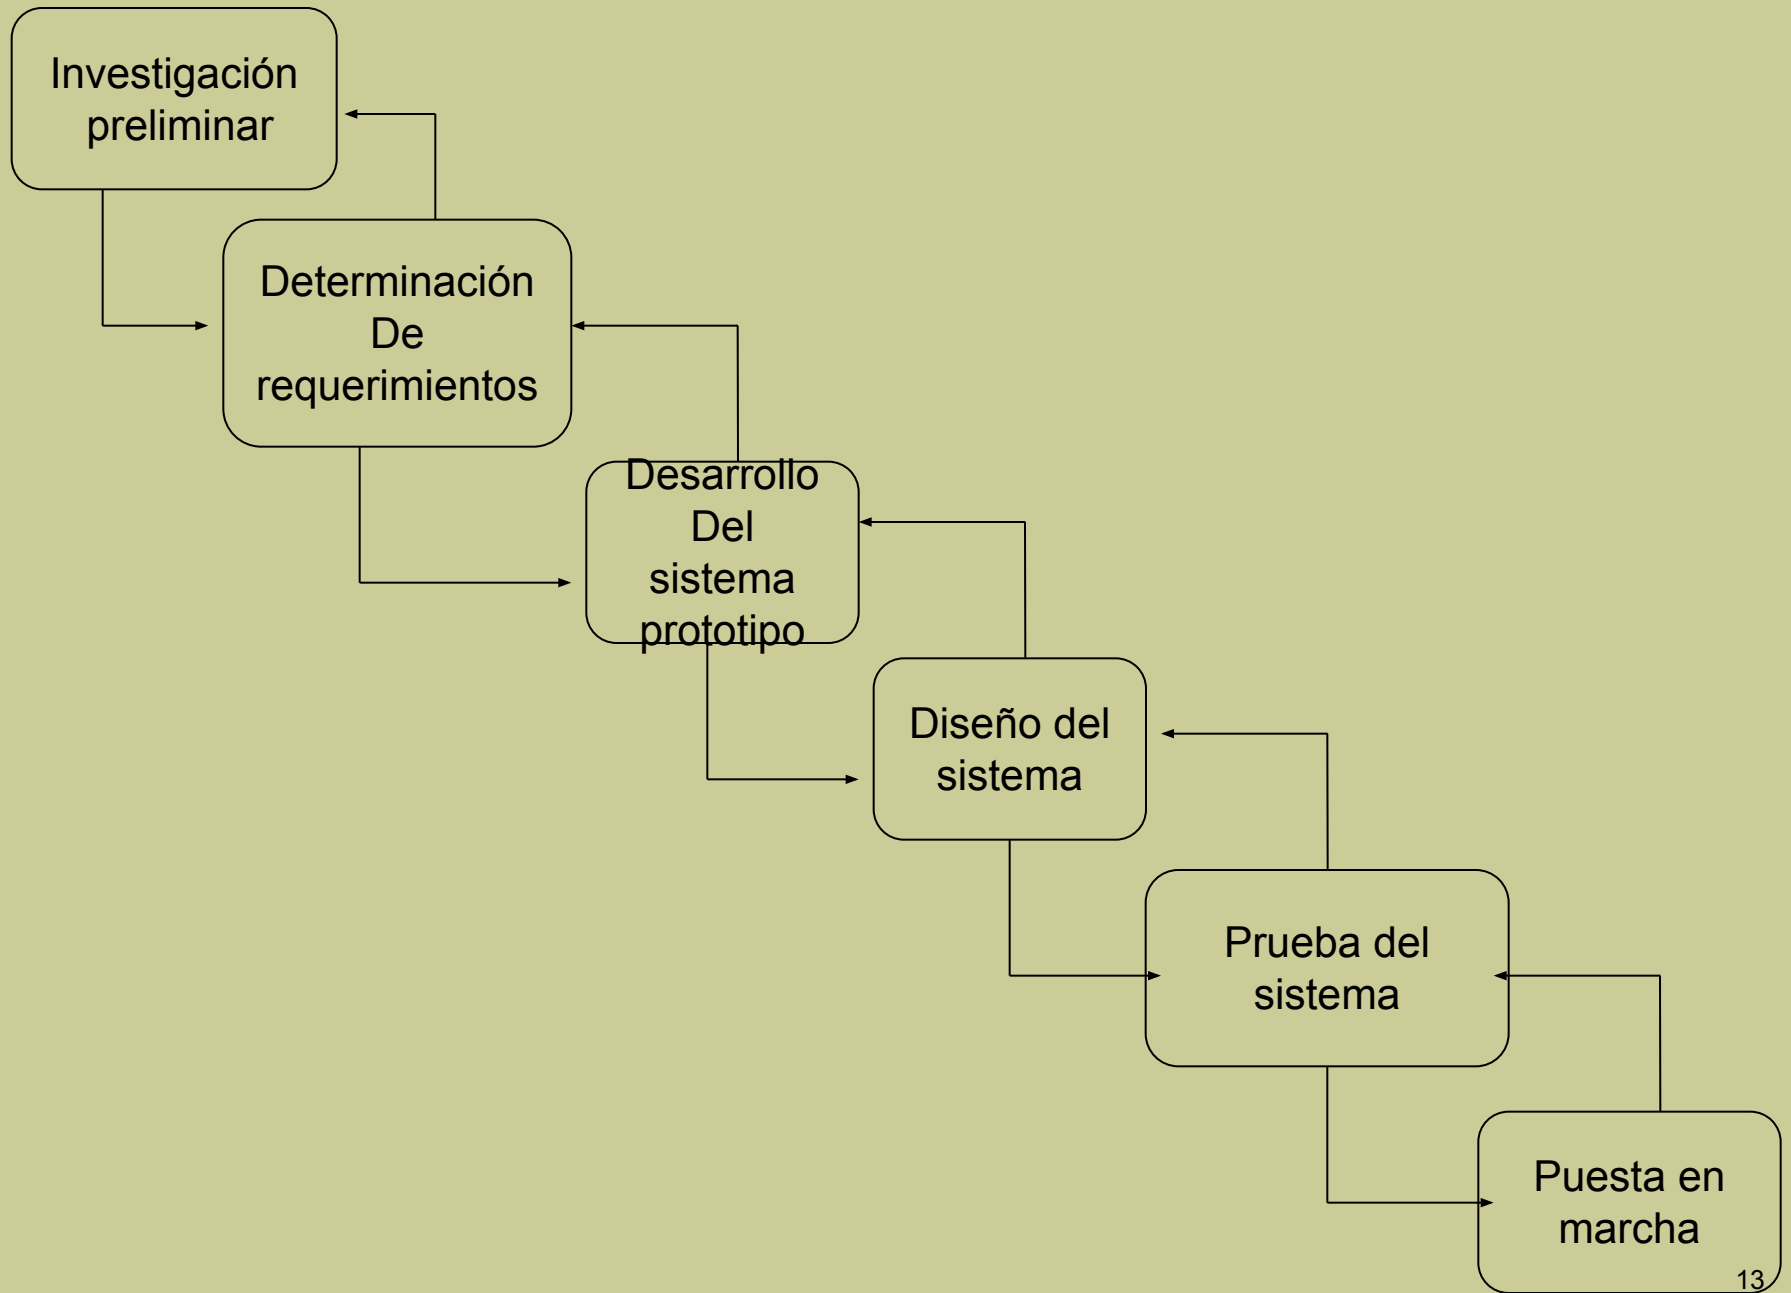 Investigación
preliminar
Determinación
De
requerimientos
Desarrollo
Del
sistema
prototipo
Diseño del
sistema
Prueba del
sistema
Puesta en
marcha
13